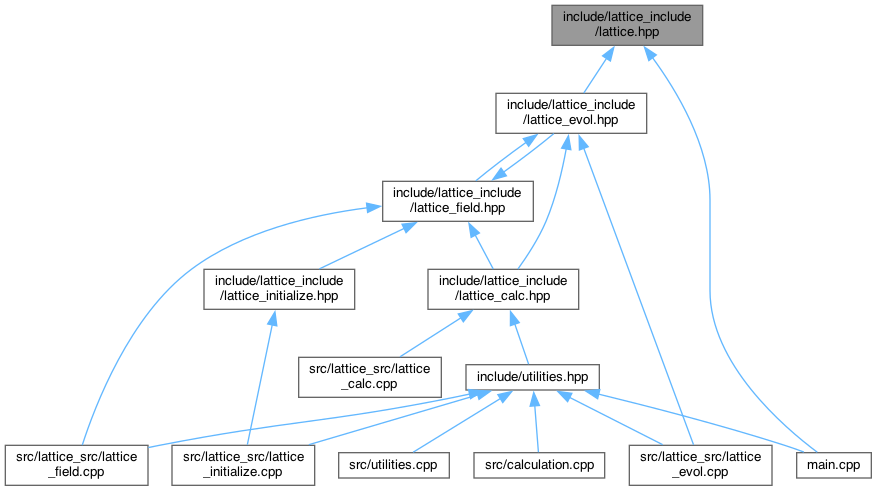 include/lattice_include
/lattice.hpp
include/lattice_include
/lattice_evol.hpp
include/lattice_include
/lattice_field.hpp
include/lattice_include
/lattice_initialize.hpp
include/lattice_include
/lattice_calc.hpp
src/lattice_src/lattice
_calc.cpp
include/utilities.hpp
src/lattice_src/lattice
_field.cpp
src/lattice_src/lattice
_initialize.cpp
src/utilities.cpp
src/calculation.cpp
src/lattice_src/lattice
_evol.cpp
main.cpp